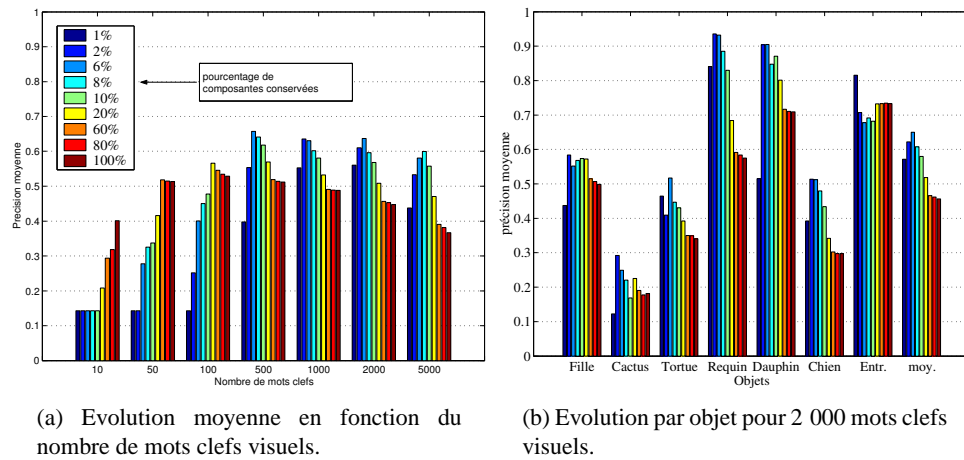 1
0.9
0.8
0.7
0.6
0.5
0.4
0.3
0.2
0.1
0
Precision moyenne
1%
2%
6%
8%
10%
20%
60%
80%
100%
pourcentage de
composantes conservées
10 50 100 500 1000 2000 5000
Nombre de mots clefs
(a) Evolution moyenne en fonction du
nombre de mots clefs visuels.
1
0.9
0.8
0.7
0.6
0.5
0.4
0.3
0.2
0.1
0
précision moyenne
Fille Cactus Tortue Requin Dauphin Chien Entr. moy.
Objets
(b) Evolution par objet pour 2 000 mots clefs
visuels.